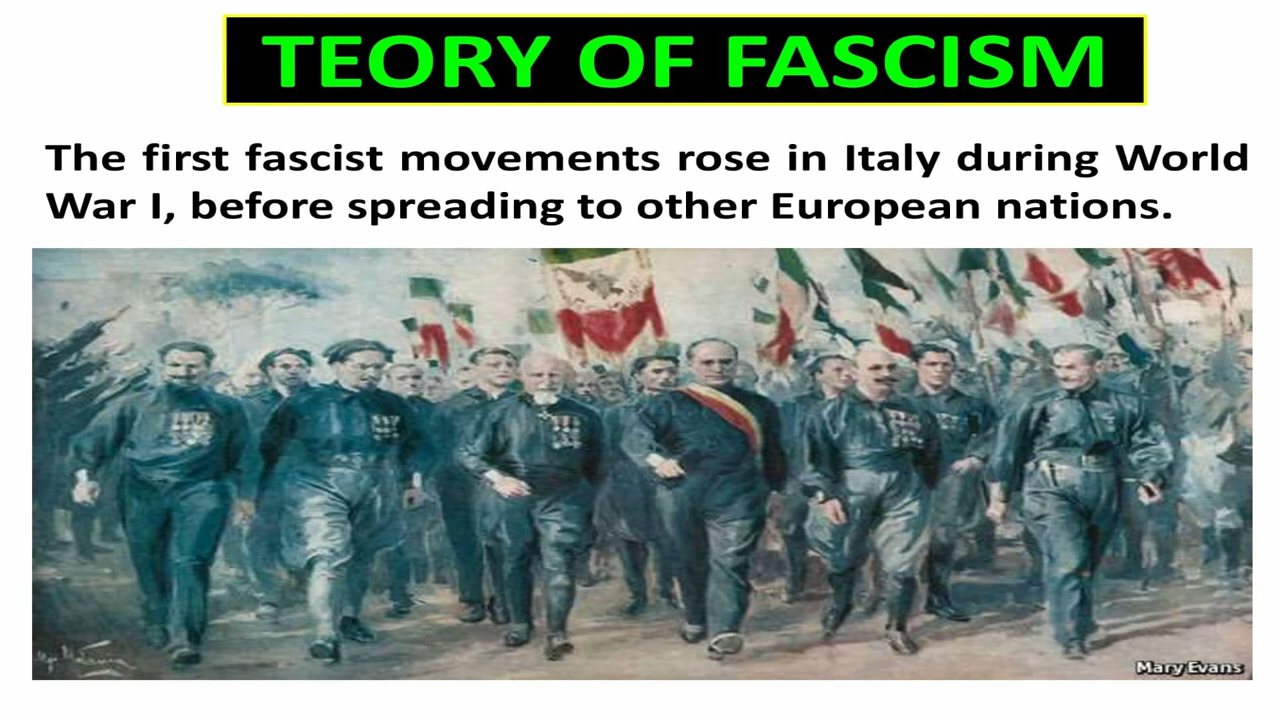 TEORY OF FASCISM
The first fascist movements rose in Italy during World
War I, before spreading to other European nations.
Mary Evans